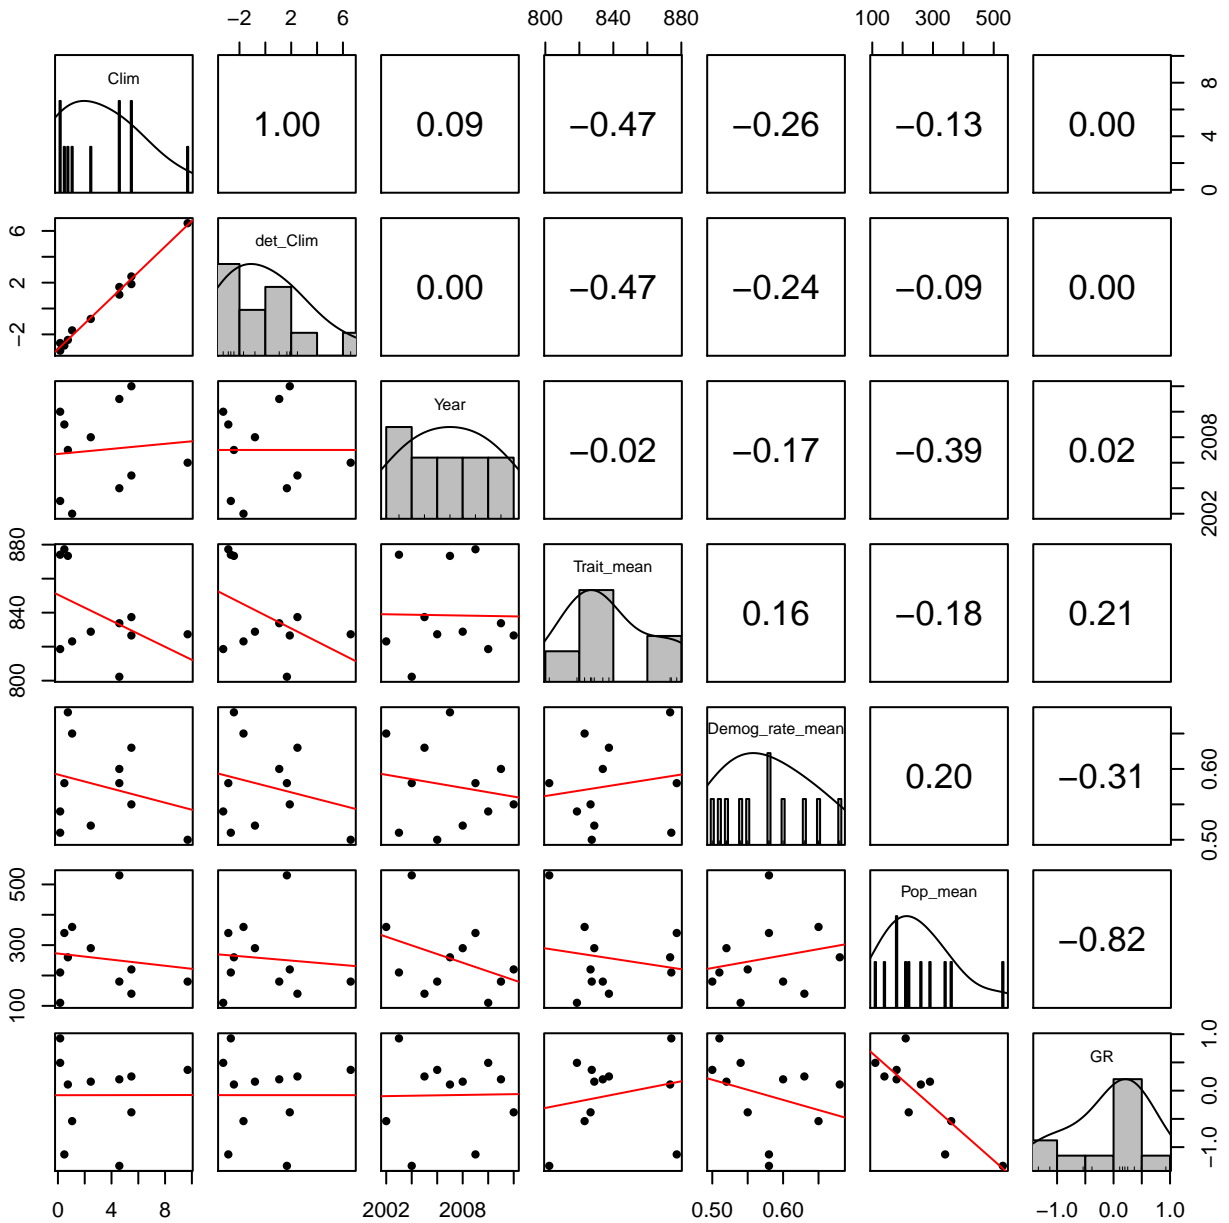 −2 2 6 800 840 880 100 300 500
Clim 1.00 0.09 −0.47 −0.26 −0.13 0.00
0 4 8
det_Clim 0.00 −0.47 −0.24 −0.09 0.00
−2 2 6
Year −0.02 −0.17 −0.39 0.02
2002 2008
Trait_mean 0.16 −0.18 0.21
800 840 880
Demog_rate_mean 0.20 −0.31
0.50 0.60
Pop_mean −0.82
100 300 500
GR
−1.0 0.0 1.0
0 4 8 2002 2008 0.50 0.60 −1.0 0.0 1.0